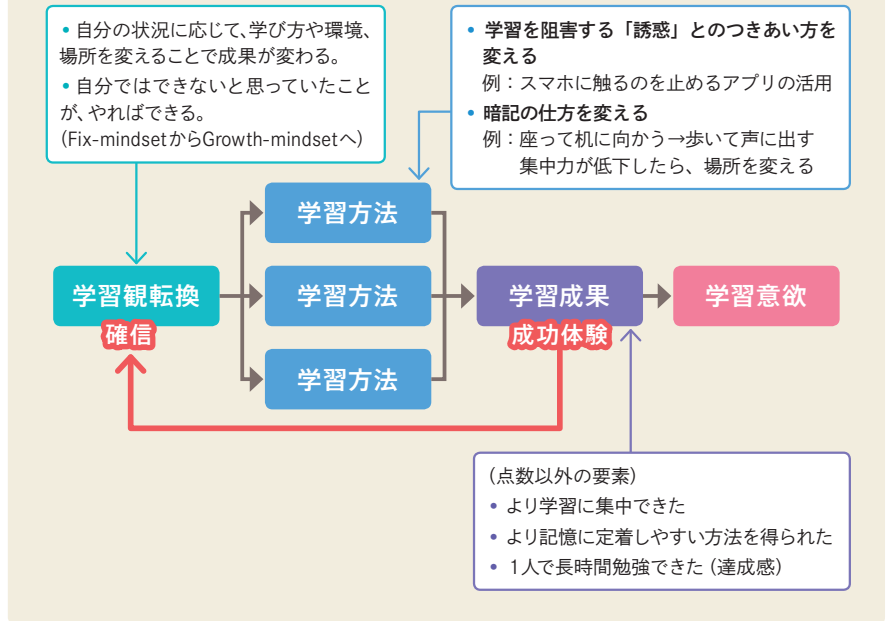 • 自分の状況に応じて、学び方や環境、
場所を変えることで成果が変わる。
• 自分ではできないと思っていたこと
が、やればできる。
(Fix-mindsetからGrowth-mindsetへ)
• 学習を阻害する「誘惑」とのつきあい方を
変える
例：スマホに触るのを止めるアプリの活用
• 暗記の仕方を変える
例：座って机に向かう→歩いて声に出す
集中力が低下したら、場所を変える
学習方法
学習観転換
確信
学習方法
学習成果
成功体験
学習意欲
学習方法
(点数以外の要素)
• より学習に集中できた
• より記憶に定着しやすい方法を得られた
• 1人で長時間勉強できた (達成感)